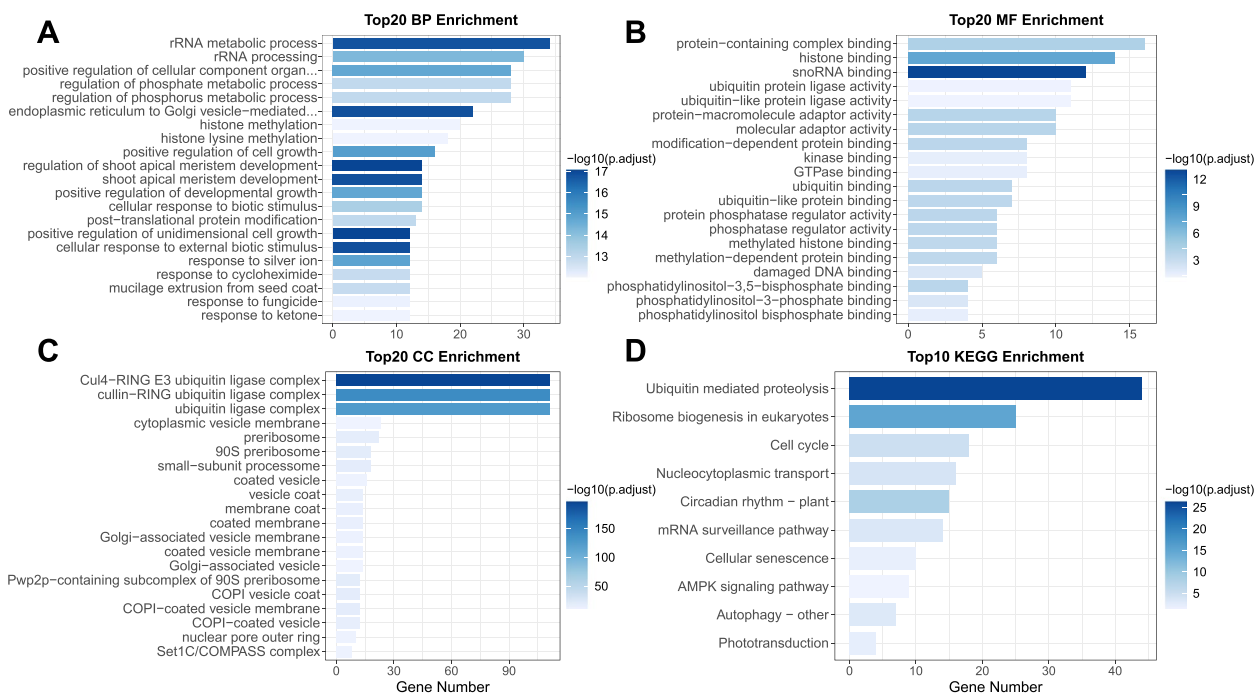 A
Top20 BP Enrichment
rRNA metabolic process
rRNA processing
positive regulation of cellular component organ...
regulation of phosphate metabolic process
regulation of phosphorus metabolic process
endoplasmic reticulum to Golgi vesicle−mediated...
histone methylation
histone lysine methylation
positive regulation of cell growth
regulation of shoot apical meristem development
shoot apical meristem development
positive regulation of developmental growth
cellular response to biotic stimulus
post−translational protein modification
positive regulation of unidimensional cell growth
cellular response to external biotic stimulus
response to silver ion
response to cycloheximide
mucilage extrusion from seed coat
response to fungicide
response to ketone
0 10 20 30
−log10(p.adjust)
17
16
15
14
13
B
Top20 MF Enrichment
protein−containing complex binding
histone binding
snoRNA binding
ubiquitin protein ligase activity
ubiquitin−like protein ligase activity
protein−macromolecule adaptor activity
molecular adaptor activity
modification−dependent protein binding
kinase binding
GTPase binding
ubiquitin binding
ubiquitin−like protein binding
protein phosphatase regulator activity
phosphatase regulator activity
methylated histone binding
methylation−dependent protein binding
damaged DNA binding
phosphatidylinositol−3,5−bisphosphate binding
phosphatidylinositol−3−phosphate binding
phosphatidylinositol bisphosphate binding
0 5 10 15
−log10(p.adjust)
12
9
6
3
C
Top20 CC Enrichment
Cul4−RING E3 ubiquitin ligase complex
cullin−RING ubiquitin ligase complex
ubiquitin ligase complex
cytoplasmic vesicle membrane
preribosome
90S preribosome
small−subunit processome
coated vesicle
vesicle coat
membrane coat
coated membrane
Golgi−associated vesicle membrane
coated vesicle membrane
Golgi−associated vesicle
Pwp2p−containing subcomplex of 90S preribosome
COPI vesicle coat
COPI−coated vesicle membrane
COPI−coated vesicle
nuclear pore outer ring
Set1C/COMPASS complex
0 30 60 90
Gene Number
−log10(p.adjust)
150
100
50
D
Top10 KEGG Enrichment
Ubiquitin mediated proteolysis
Ribosome biogenesis in eukaryotes
Cell cycle
Nucleocytoplasmic transport
Circadian rhythm − plant
mRNA surveillance pathway
Cellular senescence
AMPK signaling pathway
Autophagy − other
Phototransduction
0 10 20 30 40
Gene Number
−log10(p.adjust)
25
20
15
10
5